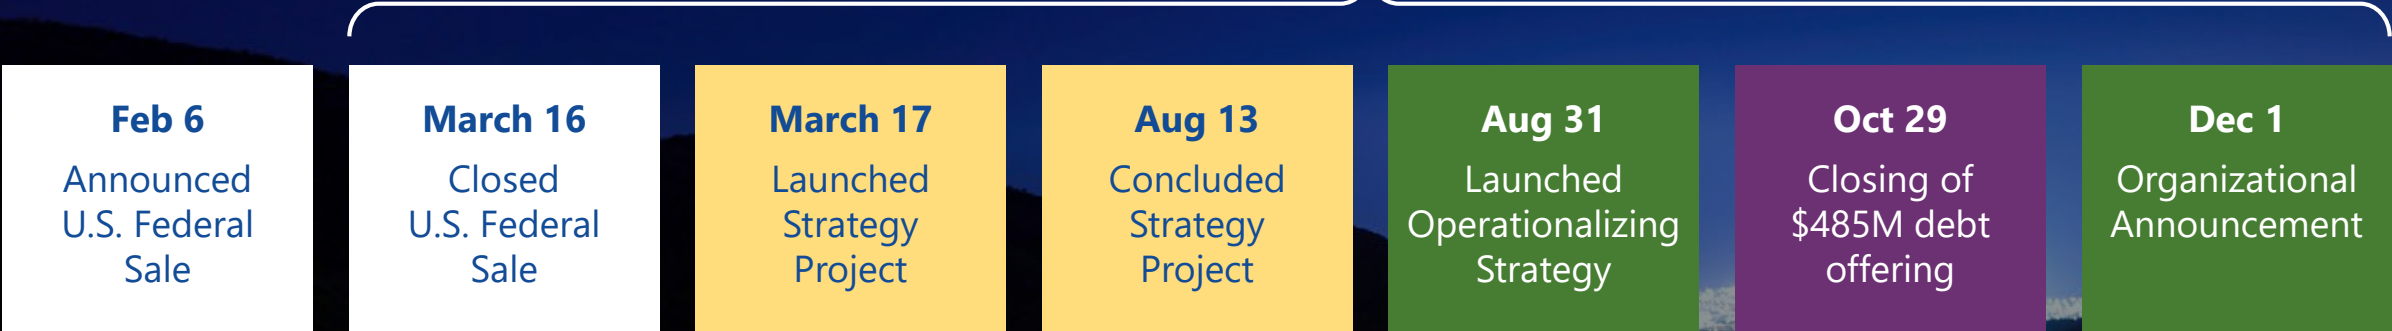 Feb 6
Announced
U.S. Federal
Sale
March 16
Closed
U.S. Federal
Sale
March 17
Launched
Strategy
Project
Aug 13
Concluded
Strategy
Project
Aug 31
Launched
Operationalizing
Strategy
Oct 29
Closing of
$485M debt
offering
Dec 1
Organizational
Announcement